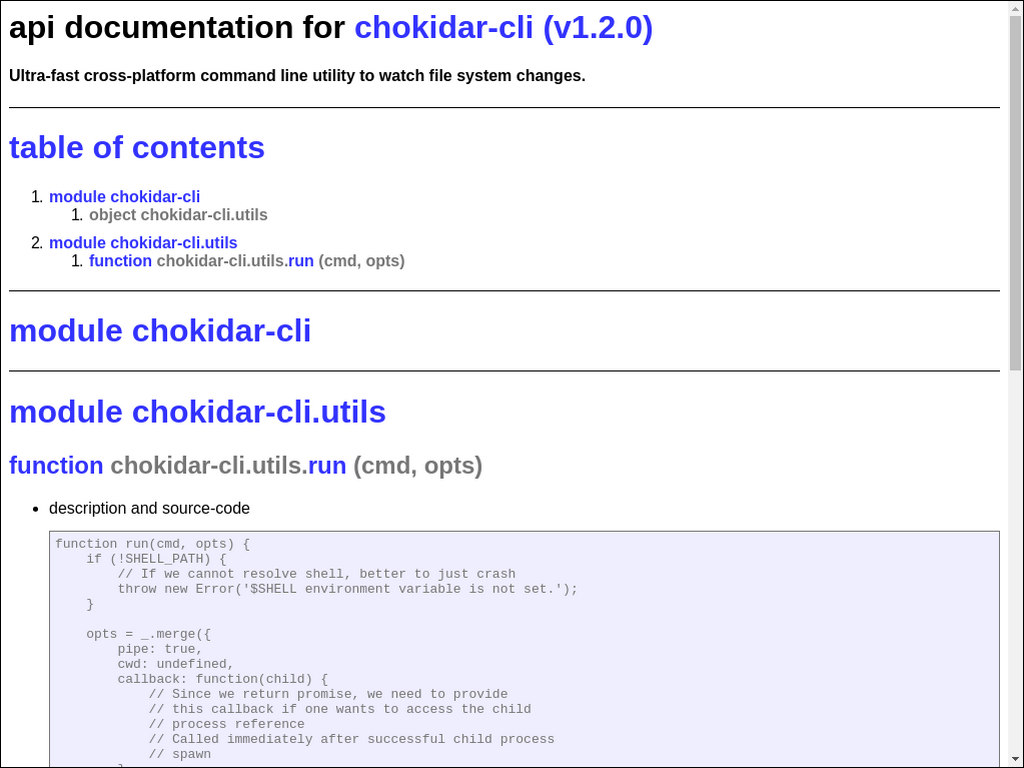 api documentation for chokidar-cli (v1.2.0)
Ultra-fast cross-platform command line utility to watch file system changes.
table of contents
1. module chokidar-cli
1. object chokidar-cli.utils
2. module chokidar-cli.utils
1. function chokidar-cli.utils.run (cmd, opts)
module chokidar-cli
module chokidar-cli.utils
function chokidar-cli.utils.run (cmd, opts)
• description and source-code
function run(cmd, opts) {
    if (!SHELL_PATH) {
        // If we cannot resolve shell, better to just crash
        throw new Error('$SHELL environment variable is not set.');
    }
    opts = _.merge({
        pipe: true,
        cwd: undefined,
        callback: function(child) {
            // Since we return promise, we need to provide
            // this callback if one wants to access the child
            // process reference
            // Called immediately after successful child process
            // spawn